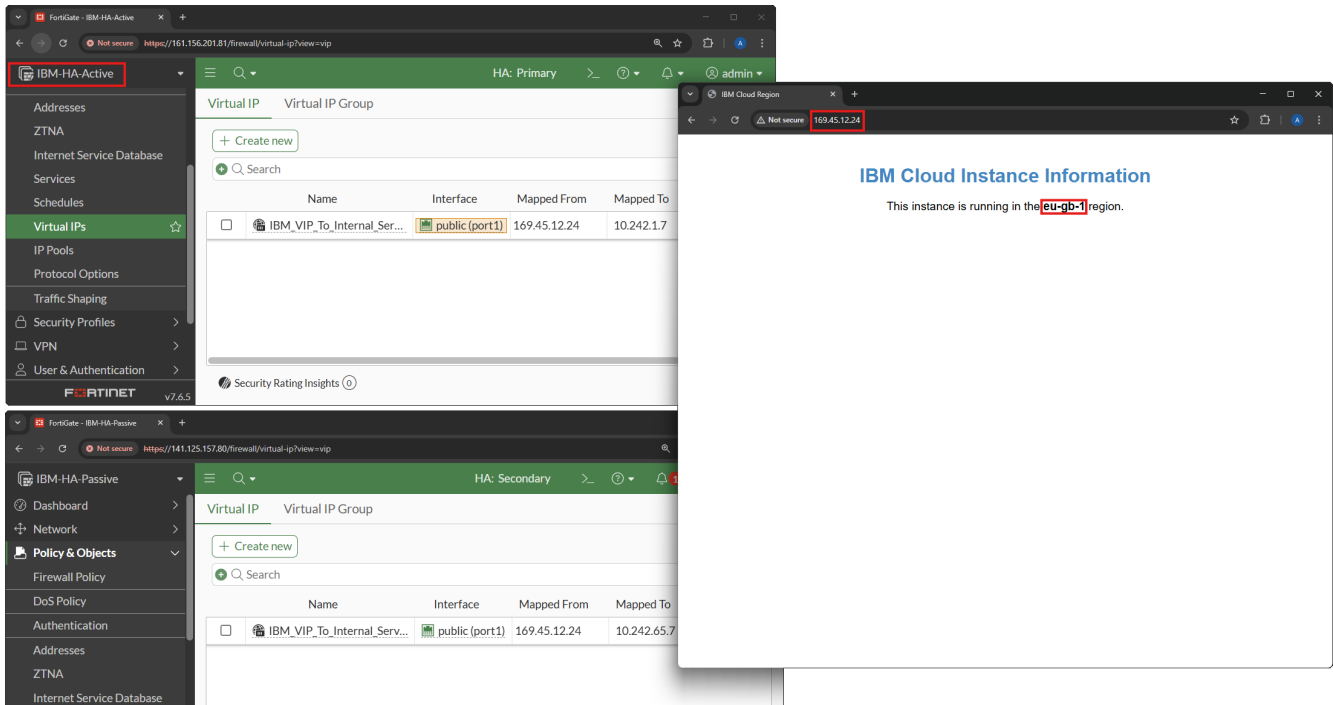 FortiGate - IBM-HA-Active
Not secure https://161.156.201.81/firewall/virtual-ip?view=vip
A
IBM-HA-Active
HA: Primary
>_
admin
Addresses
ZTNA
Internet Service Database
Services
Schedules
Virtual IPs
IP Pools
Protocol Options
Traffic Shaping
Security Profiles
VPN
User & Authentication
FORTINET
v7.6.5
Virtual IP Virtual IP Group
+ Create new
Search
Name Interface Mapped From Mapped To
IBM_VIP_To_Internal_Ser... public (port1) 169.45.12.24 10.242.1.7
Security Rating Insights 0
FortiGate - IBM-HA-Passive
Not secure https://141.125.157.80/firewall/virtual-ip?view=vip
IBM-HA-Passive
HA: Secondary
>_
1
Dashboard
Network
Policy & Objects
Firewall Policy
DoS Policy
Authentication
Addresses
ZTNA
Internet Service Database
Virtual IP Virtual IP Group
+ Create new
Search
Name Interface Mapped From Mapped To
IBM_VIP_To_Internal_Serv... public (port1) 169.45.12.24 10.242.65.7
IBM Cloud Region
Not secure 169.45.12.24
A
IBM Cloud Instance Information
This instance is running in the eu-gb-1 region.